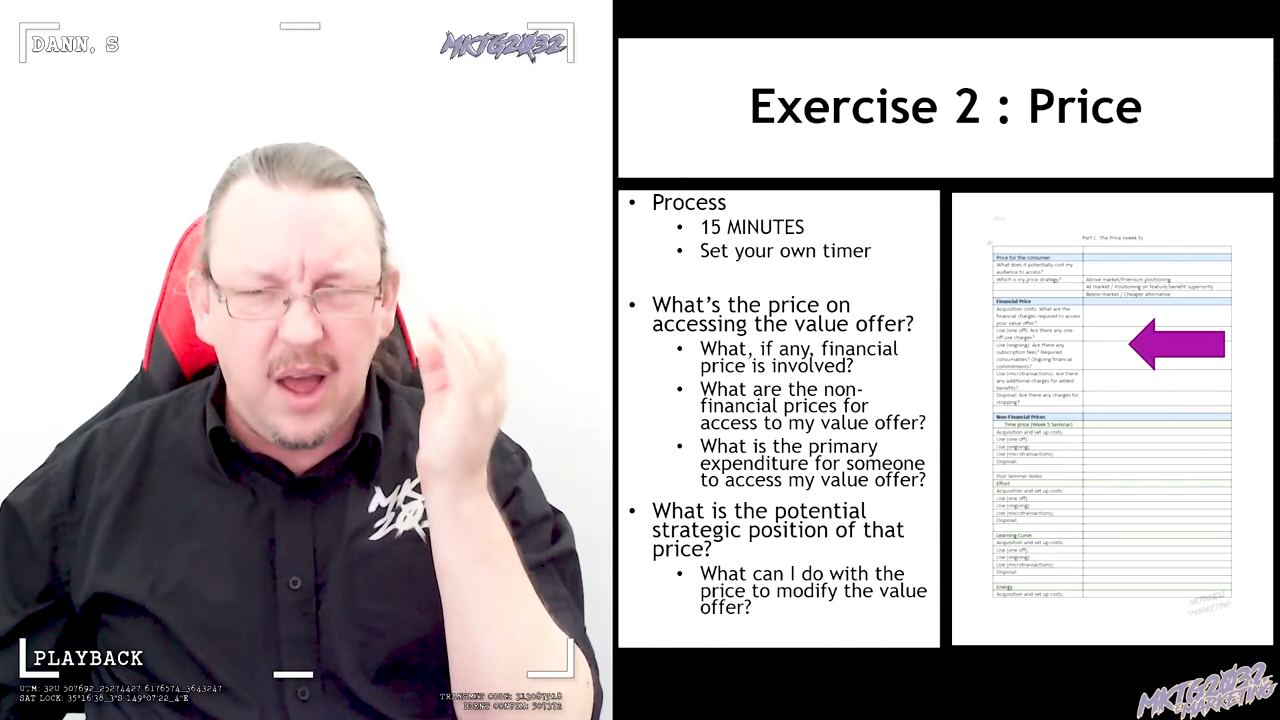 DANN, S
MKTG2032
Exercise 2 : Price
• Process
• 15 MINUTES
• Set your own timer
• What's the price on
accessing the value offer?
• What, if any, financial
price is involved?
• What are the non-
financial prices for
access to my value offer?
• What is the primary
expenditure for someone
to access my value offer?
• What is the potential
strategic position of that
price?
• What can I do with the
price to modify the value
offer?
Part C: The Price (week 5)
Price for the consumer
What does it potentially cost my
audience to access?
Which is my price strategy?
Above market/Premium positioning
At market / Positioning on feature/benefit superiority
Below market / Cheaper alternative
Financial Price
Acquisition costs: What are the
financial charges required to access
your value offer?
Use (one off): Are there any one
off use charges?
Use (ongoing): Are there any
subscription fees? Required
consumables? Ongoing financial
commitments?
Use (microtransactions): Are there
any additional charges for added
benefits?
Disposal: Are there any charges for
stopping?
Non-Financial Prices
Time price (Week 5 Seminar)
Acquisition and set up costs:
Use (one off):
Use (ongoing):
Use (microtransactions):
Disposal:
Post Seminar Notes
Effort
Acquisition and set up costs:
Use (one off):
Use (ongoing):
Use (microtransactions):
Disposal:
Learning Curve
Acquisition and set up costs:
Use (one off)
Use (ongoing)
Use (microtransactions):
Disposal:
Energy
Acquisition and set up costs:
MKTG2032
MARKETING
PLAYBACK
MKTG2032
MARKETING